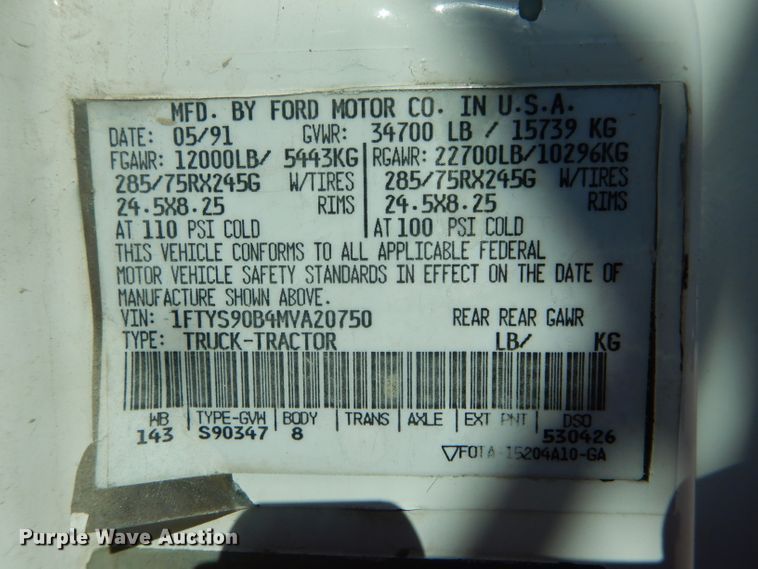 MFD. BY FORD MOTOR CO. IN U.S.A.
DATE: 05/91 GVWR: 34700 LB / 15739 KG
FGAWR: 12000LB/ 5443KG RGAWR: 22700LB/10296KG
285/75RX245G W/TIRES 285/75RX245G W/TIRES
24.5X8.25 RIMS 24.5X8.25 RIMS
AT 110 PSI COLD AT 100 PSI COLD
THIS VEHICLE CONFORMS TO ALL APPLICABLE FEDERAL
MOTOR VEHICLE SAFETY STANDARDS IN EFFECT ON THE DATE OF
MANUFACTURE SHOWN ABOVE.
VIN: 1FTYS90B4MVA20750 REAR REAR GAWR
TYPE: TRUCK-TRACTOR LB/ KG
WB TYPE-GVW BODY TRANS AXLE EXT PNT DSO
143 S90347 8 530426
FOTA-15204A10-GA
Purple Wave Auction
purplewave.com